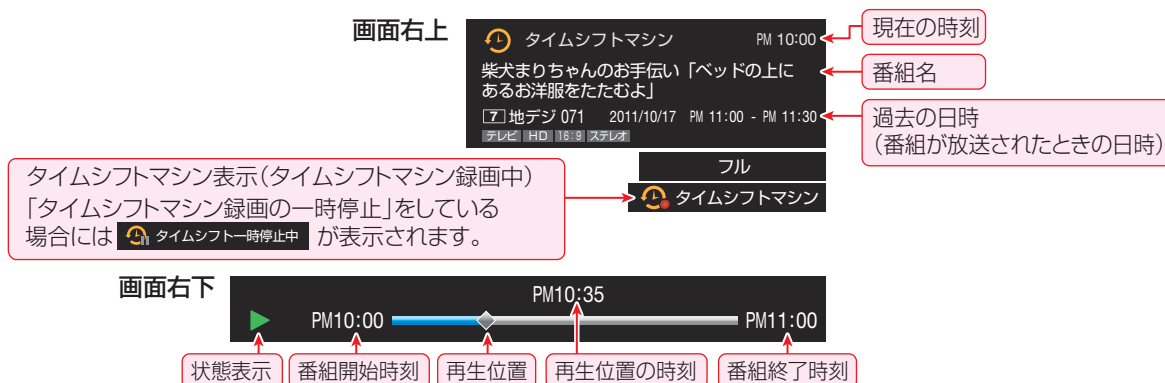 画面右上
タイムシフトマシン PM 10:00
現在の時刻
柴犬まりちゃんのお手伝い「ベッドの上に
あるお洋服をたたむよ」
番組名
7 地デジ 071 2011/10/17 PM 11:00 - PM 11:30
テレビ HD 16:9 ステレオ
過去の日時
(番組が放送されたときの日時)
フル
タイムシフトマシン
タイムシフトマシン表示(タイムシフトマシン録画中)
「タイムシフトマシン録画の一時停止」をしている
場合には タイムシフト一時停止中 が表示されます。
画面右下
PM10:35
PM10:00 PM11:00
状態表示 番組開始時刻 再生位置 再生位置の時刻 番組終了時刻